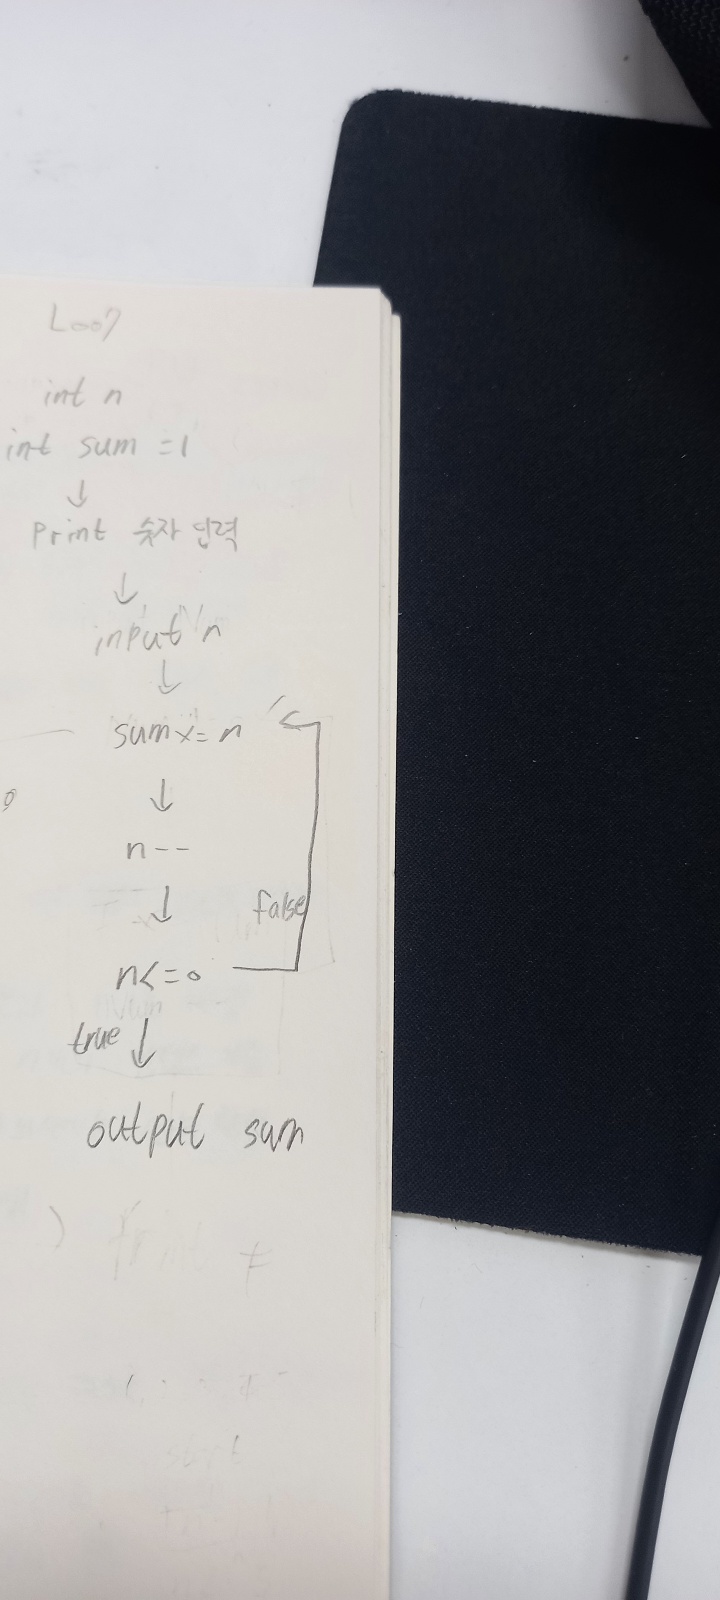 Loop
int n
int sum =1
↓
Print 숫자 입력
↓
input n
↓
sum x= n
↓
n--
↓
false
n<=0
true ↓
output sum